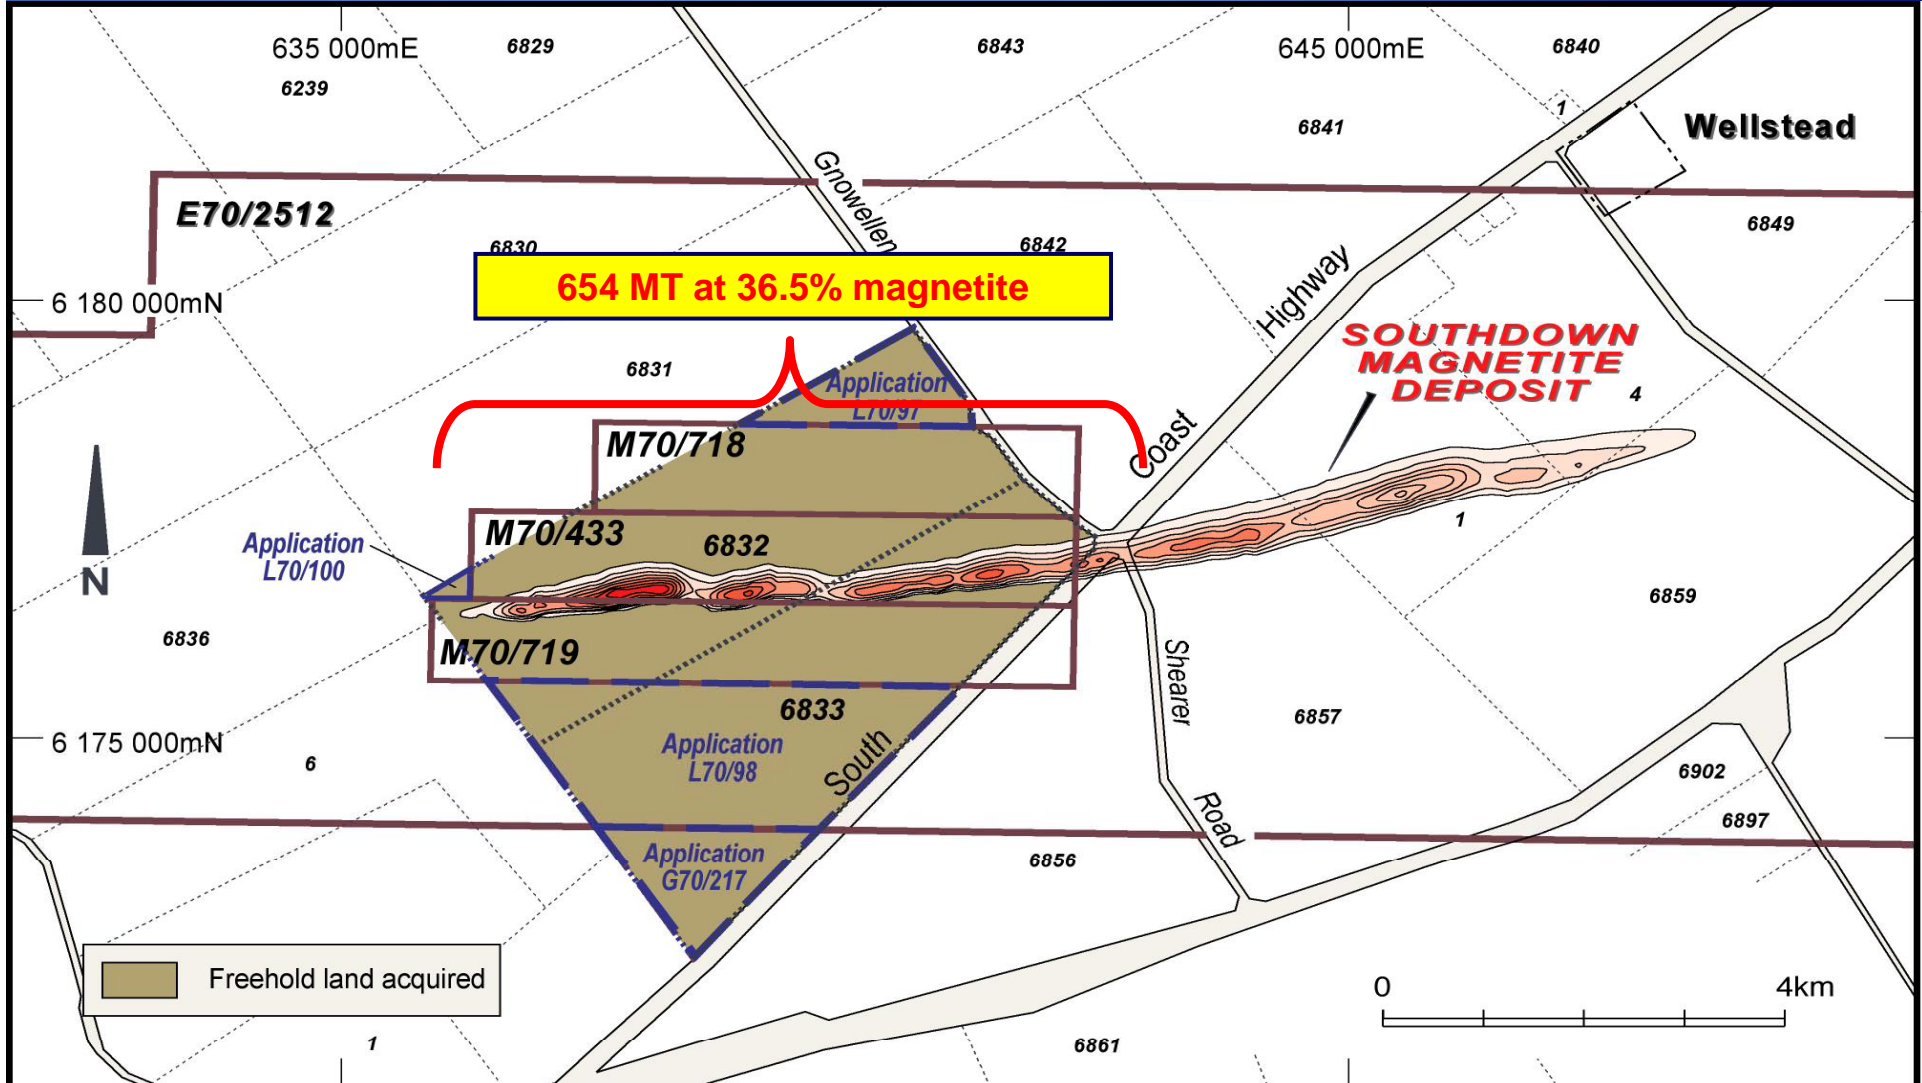 635 000mE
6829
6843
645 000mE
6840
6239
1
6841
Wellstead
Gnowellen
E70/2512
6849
6830
6842
654 MT at 36.5% magnetite
6 180 000mN
Highway
SOUTHDOWN
MAGNETITE
DEPOSIT
6831
Application
L70/97
4
M70/718
Coast
M70/433
6832
1
Application
L70/100
N
6859
6836
M70/719
Shearer
6833
6857
6 175 000mN
Application
L70/98
South
6
6902
Road
6897
Application
G70/217
6856
Freehold land acquired
0
4km
1
6861